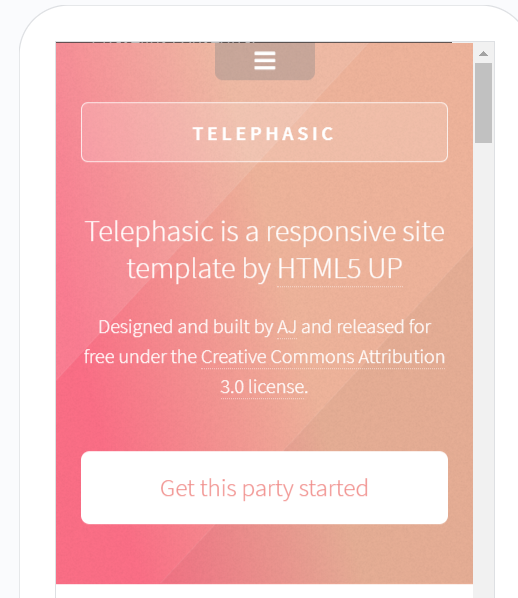 TELEPHASIC
Telephasic is a responsive site
template by HTML5 UP
Designed and built by AJ and released for
free under the Creative Commons Attribution
3.0 license.
Get this party started